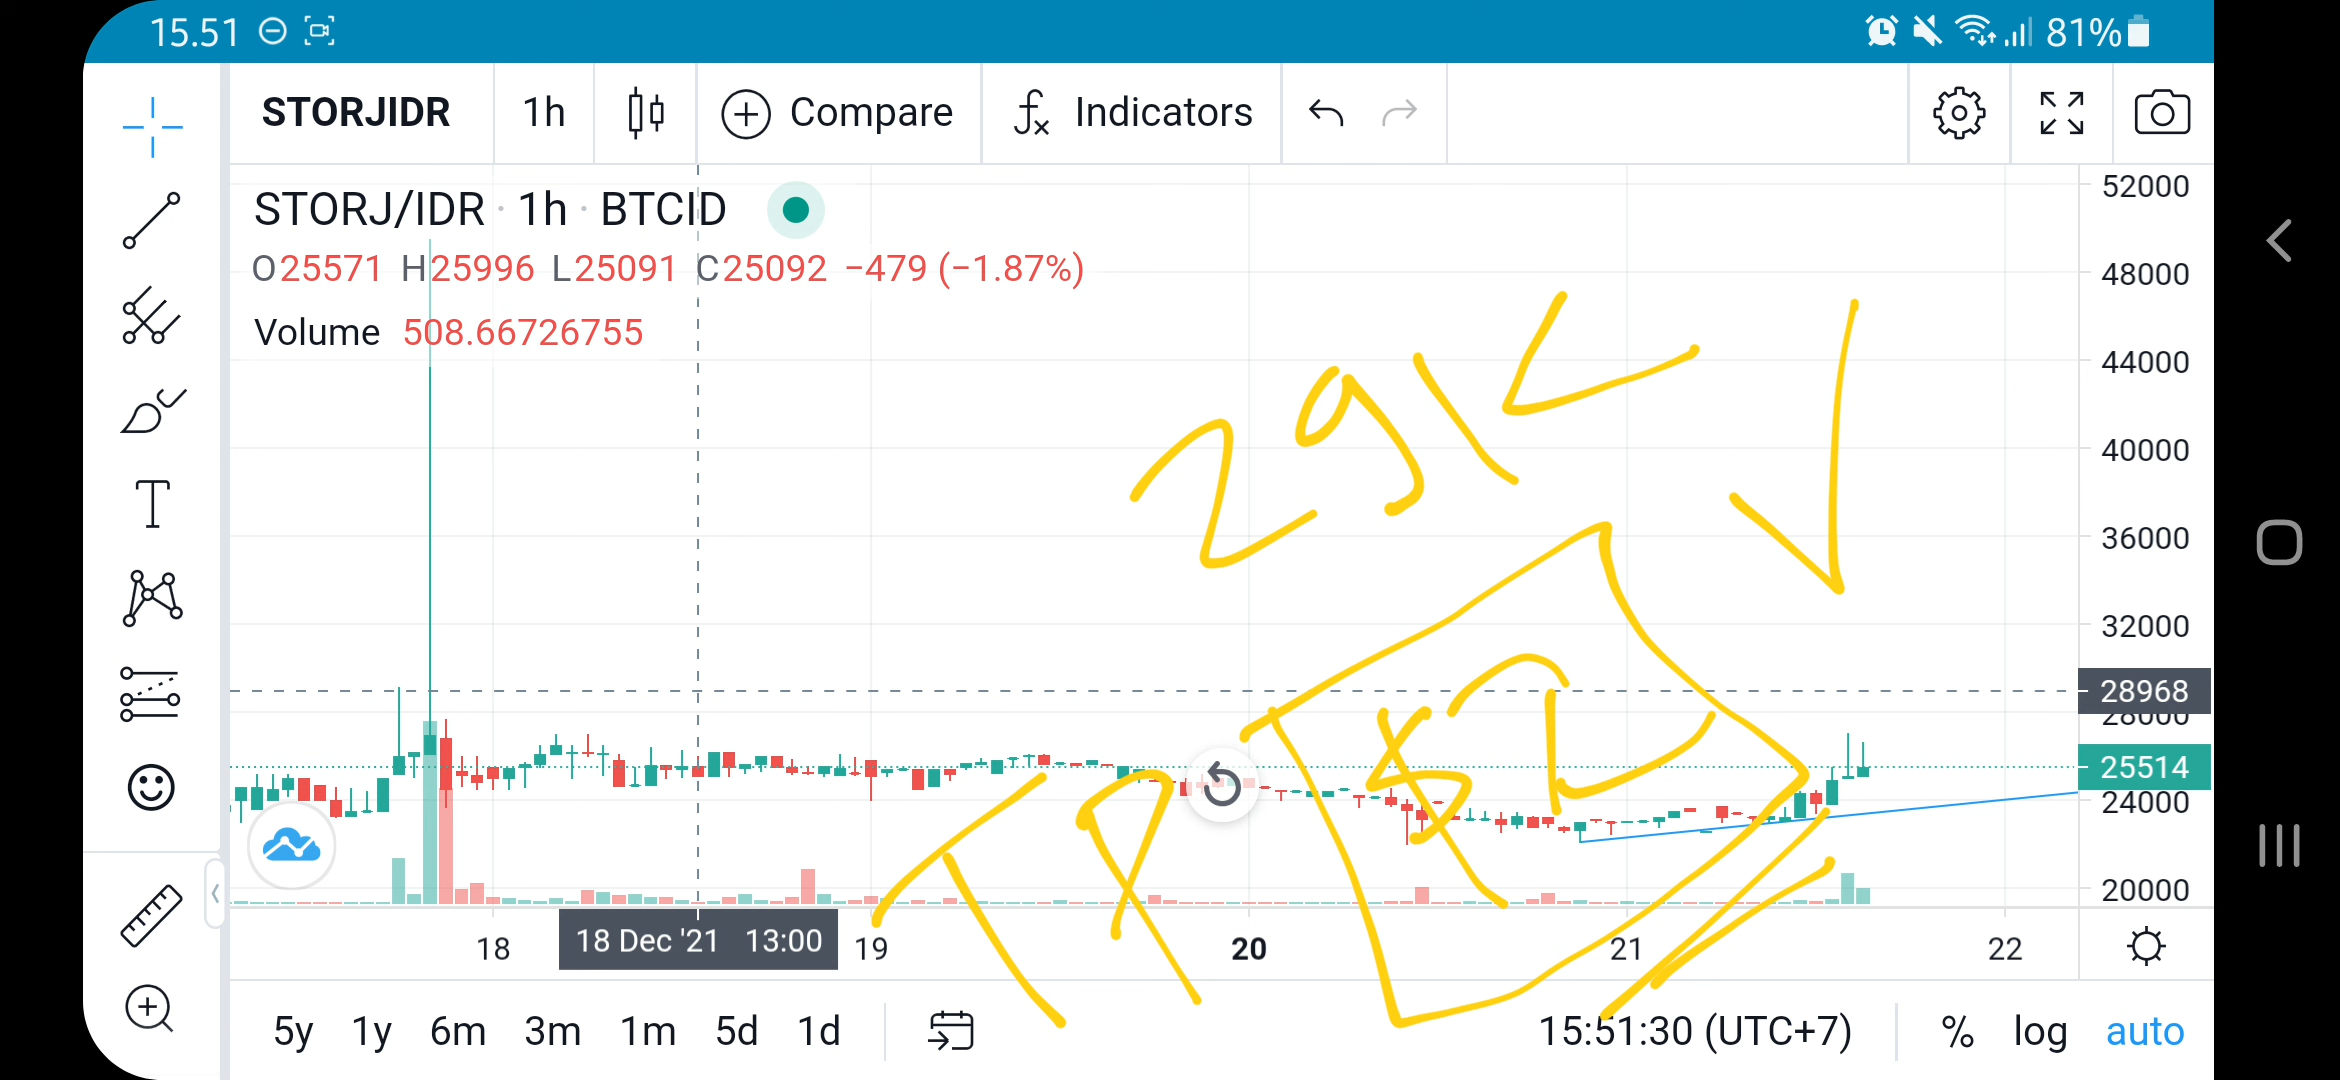 15.51 81%
STORJIDR 1h Compare Indicators
STORJ/IDR · 1h · BTCID
O25571 H25996 L25091 C25092 −479 (−1.87%)
Volume 508.66726755
52000
48000
44000
40000
36000
32000
28968
28000
25514
24000
20000
29K
TP
18 18 Dec '21 13:00 19 20 21 22
5y 1y 6m 3m 1m 5d 1d 15:51:30 (UTC+7) % log auto